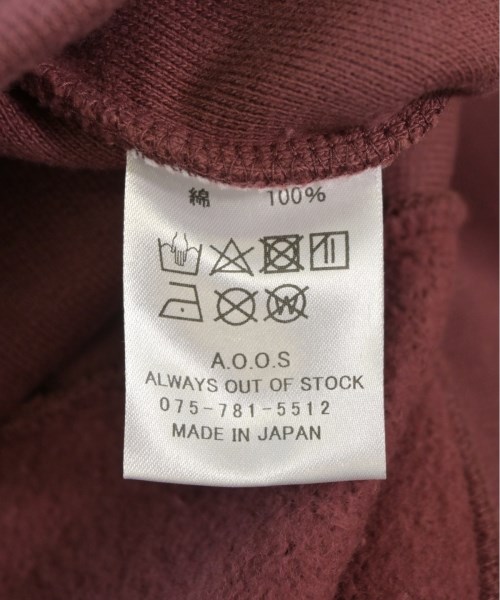 綿 100%
A.O.O.S
ALWAYS OUT OF STOCK
075-781-5512
MADE IN JAPAN